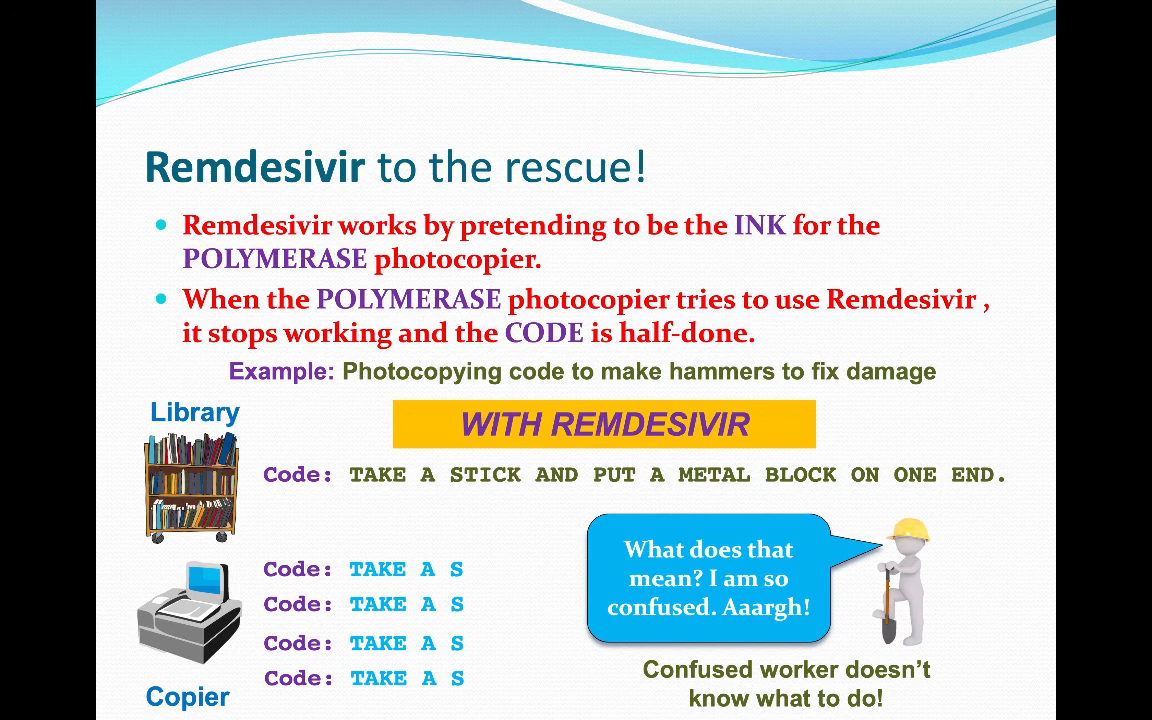 Remdesivir to the rescue!
Remdesivir works by pretending to be the INK for the
POLYMERASE photocopier.
When the POLYMERASE photocopier tries to use Remdesivir ,
it stops working and the CODE is half-done.
Example: Photocopying code to make hammers to fix damage
Library
WITH REMDESIVIR
Code: TAKE A STICK AND PUT A METAL BLOCK ON ONE END.
What does that
mean? I am so
confused. Aaargh!
Code: TAKE A S
Code: TAKE A S
Code: TAKE A S
Code: TAKE A S
Copier
Confused worker doesn't
know what to do!